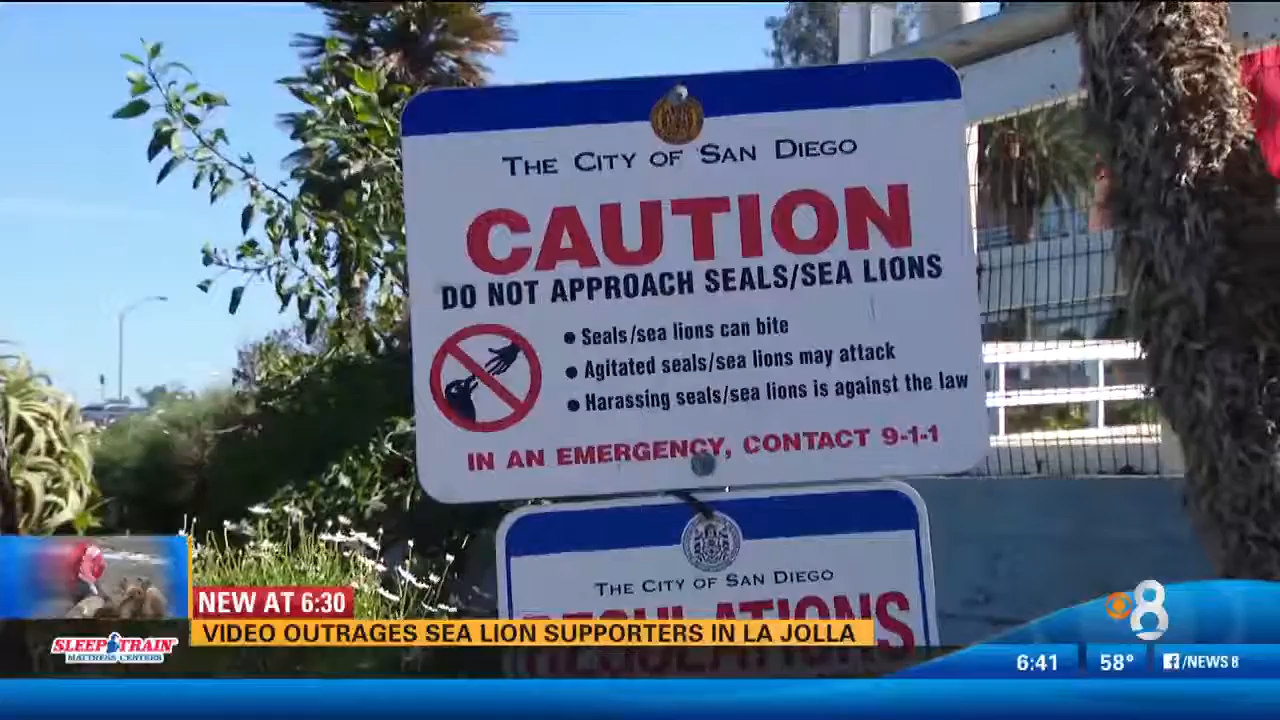 THE CITY OF SAN DIEGO
CAUTION
DO NOT APPROACH SEALS/SEA LIONS
• Seals/sea lions can bite
• Agitated seals/sea lions may attack
• Harassing seals/sea lions is against the law
IN AN EMERGENCY, CONTACT 9-1-1
THE CITY OF SAN DIEGO
REGULATIONS
NEW AT 6:30
VIDEO OUTRAGES SEA LION SUPPORTERS IN LA JOLLA
SLEEP TRAIN
MATTRESS CENTERS
8
6:41
58°
f/NEWS 8